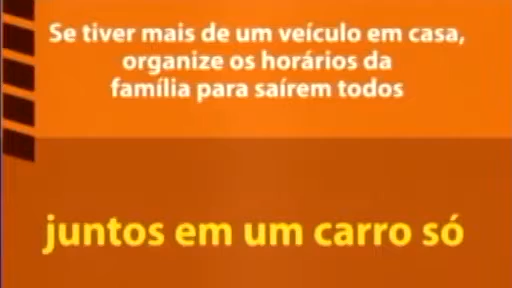 Se tiver mais de um veículo em casa,
organize os horários da
família para saírem todos
juntos em um carro só